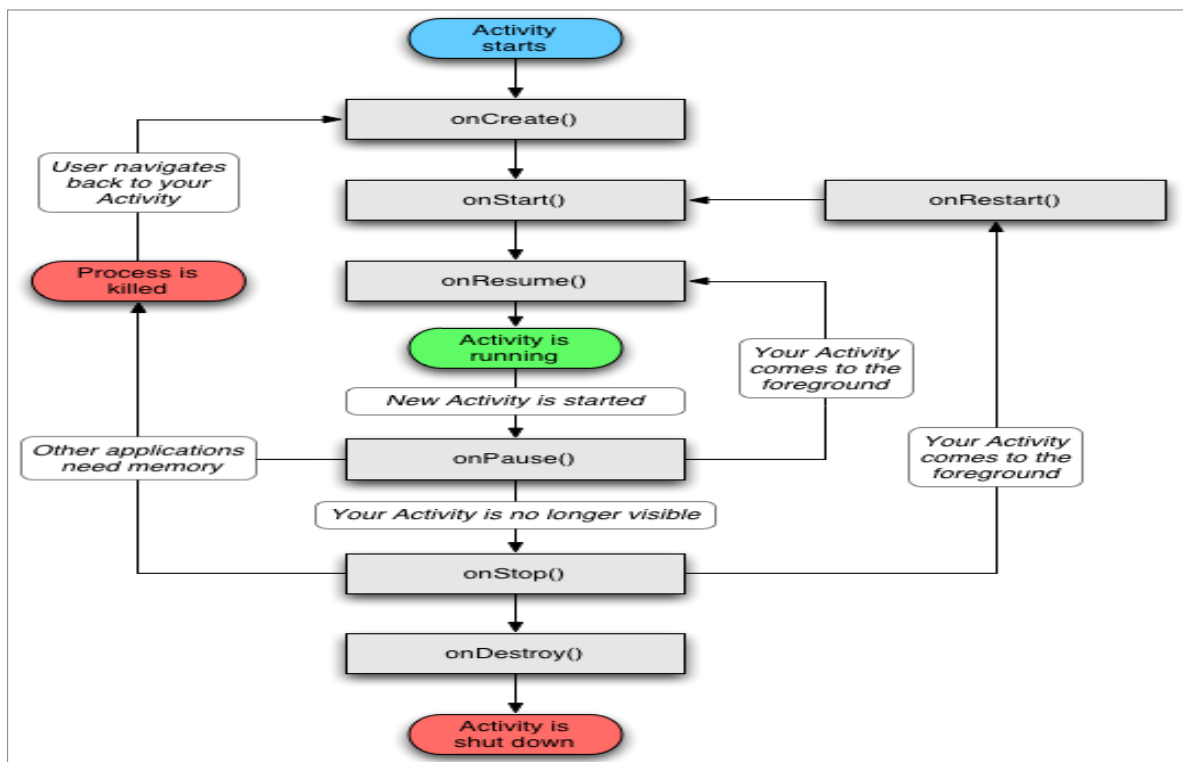 Activity
starts
onCreate()
User navigates
back to your
Activity
onStart()
onRestart()
Process is
killed
onResume()
Activity is
running
Your Activity
comes to the
foreground
New Activity is started
Other applications
need memory
onPause()
Your Activity
comes to the
foreground
Your Activity is no longer visible
onStop()
onDestroy()
Activity is
shut down